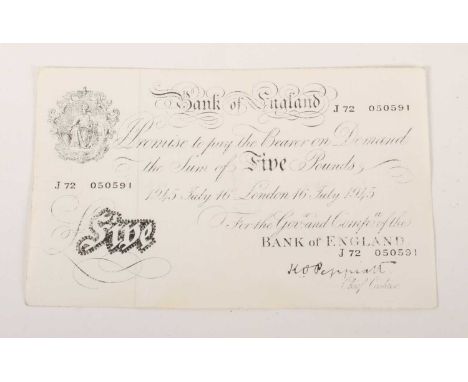 Bank of England
J 72 050591
I Promise to pay the Bearer on Demand
the Sum of Five Pounds
J 72 050591
1945 July 16 London 16 July 1945
For the Govr. and Compa. of the
BANK of ENGLAND
J 72 050591
Five
K O Peppiatt
Chief Cashier